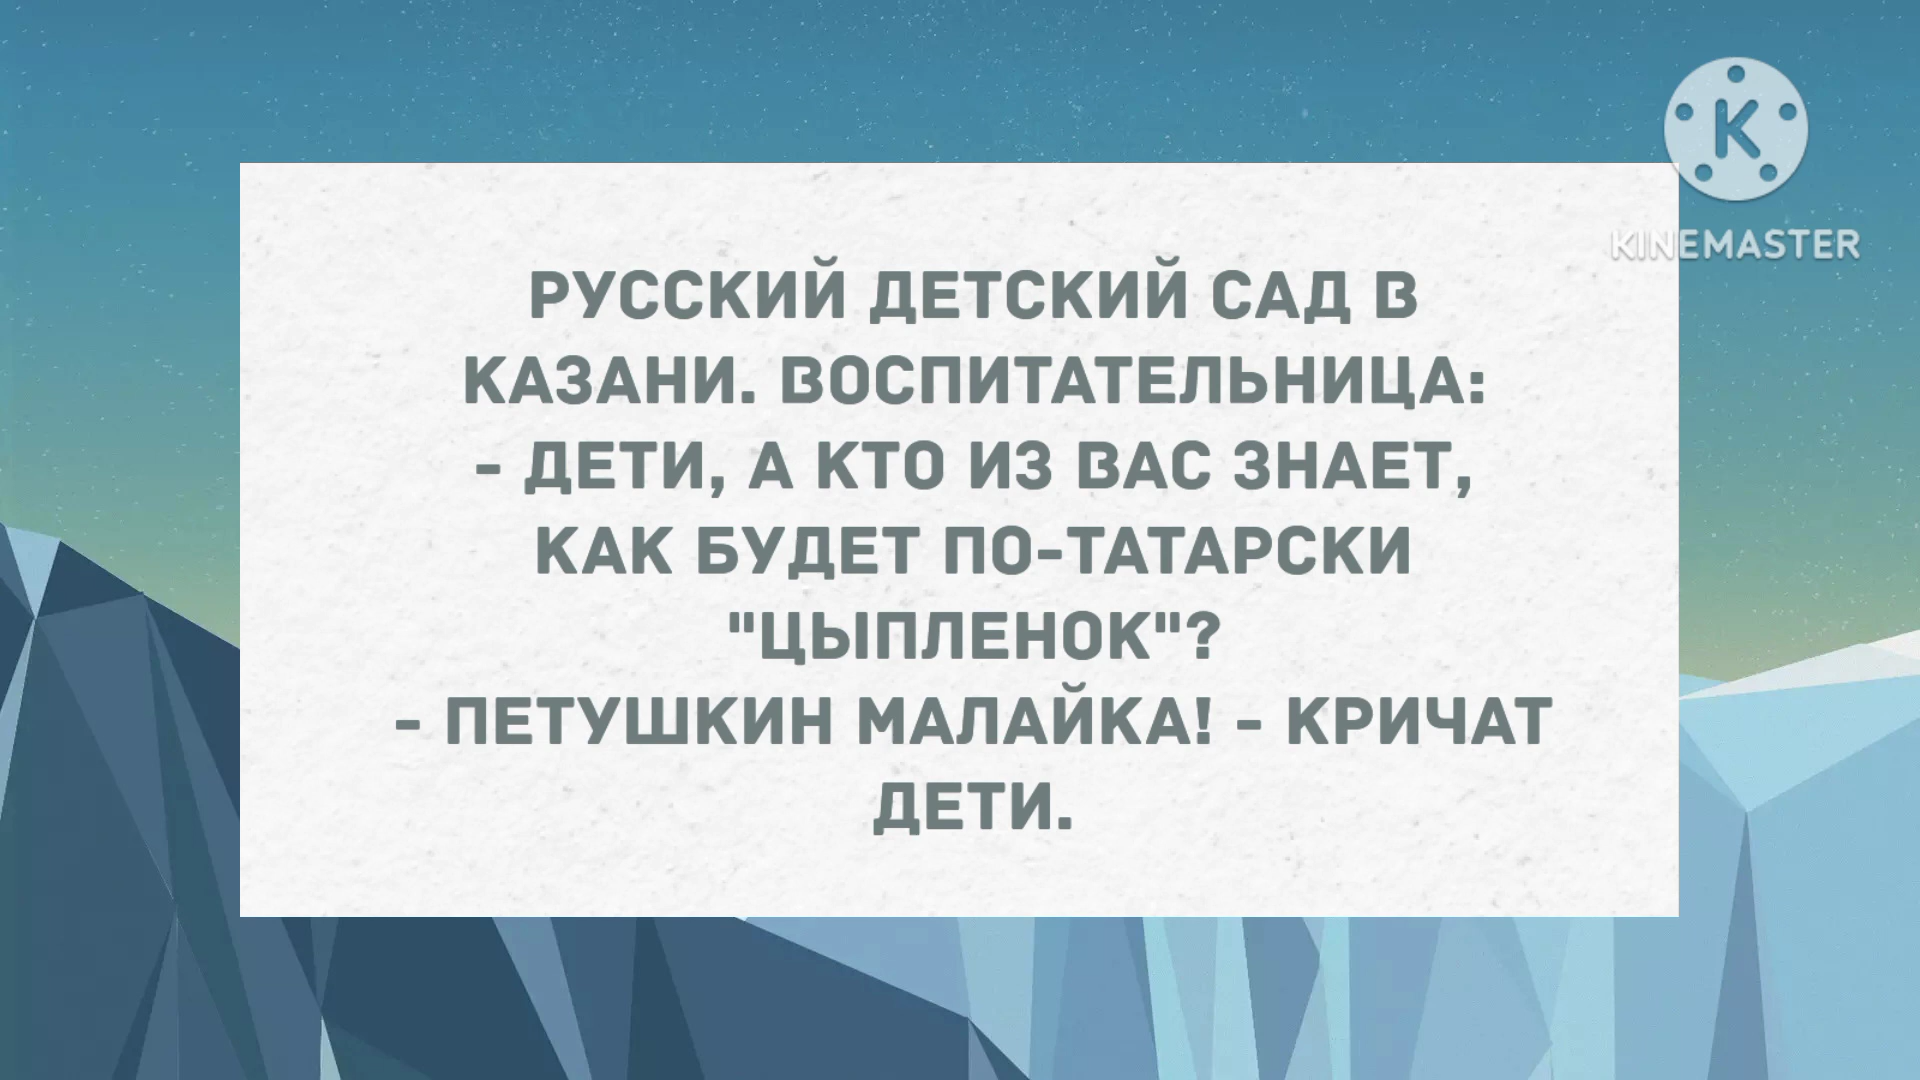 KINEMASTER
РУССКИЙ ДЕТСКИЙ САД В
КАЗАНИ. ВОСПИТАТЕЛЬНИЦА:
- ДЕТИ, А КТО ИЗ ВАС ЗНАЕТ,
КАК БУДЕТ ПО-ТАТАРСКИ
"ЦЫПЛЕНОК"?
- ПЕТУШКИН МАЛАЙКА! - КРИЧАТ
ДЕТИ.